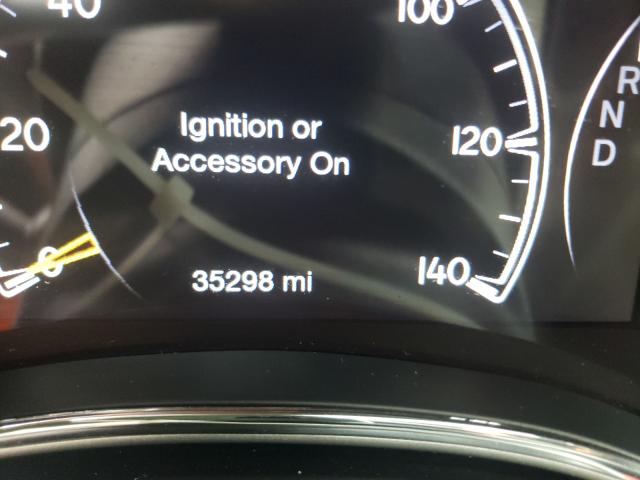 40
100
20
Ignition or
Accessory On
120
0
35298 mi
140
R
N
D